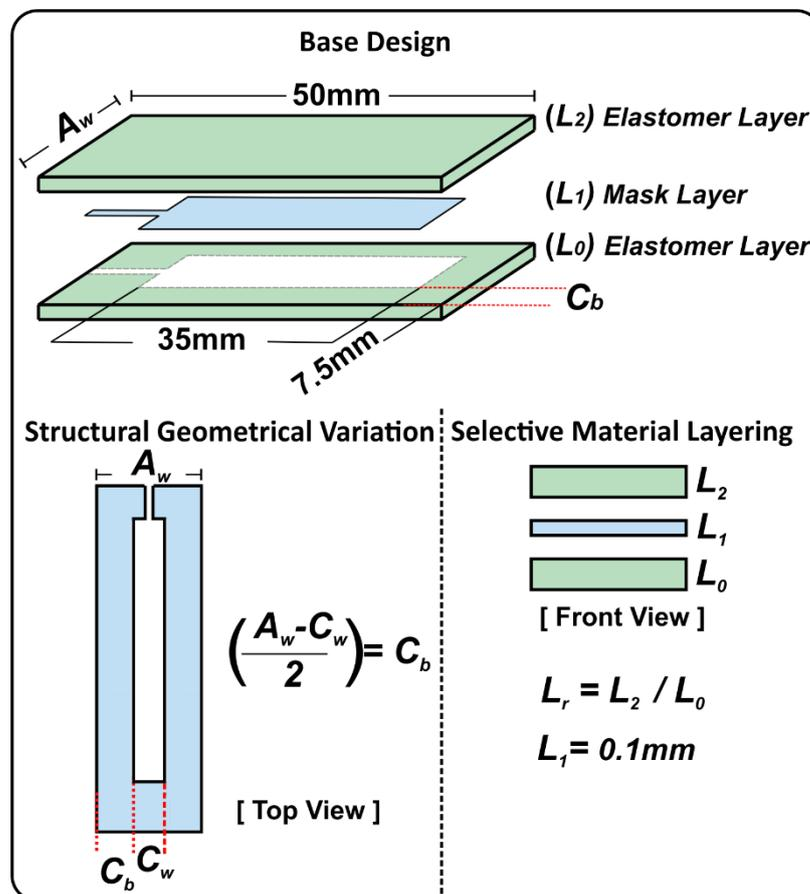 Base Design
50mm
A_w
(L_2) Elastomer Layer
(L_1) Mask Layer
(L_0) Elastomer Layer
C_b
35mm
7.5mm
Structural Geometrical Variation
A_w
(A_w-C_w / 2) = C_b
[ Top View ]
C_b C_w
Selective Material Layering
L_2
L_1
L_0
[ Front View ]
L_r = L_2 / L_0
L_1= 0.1mm